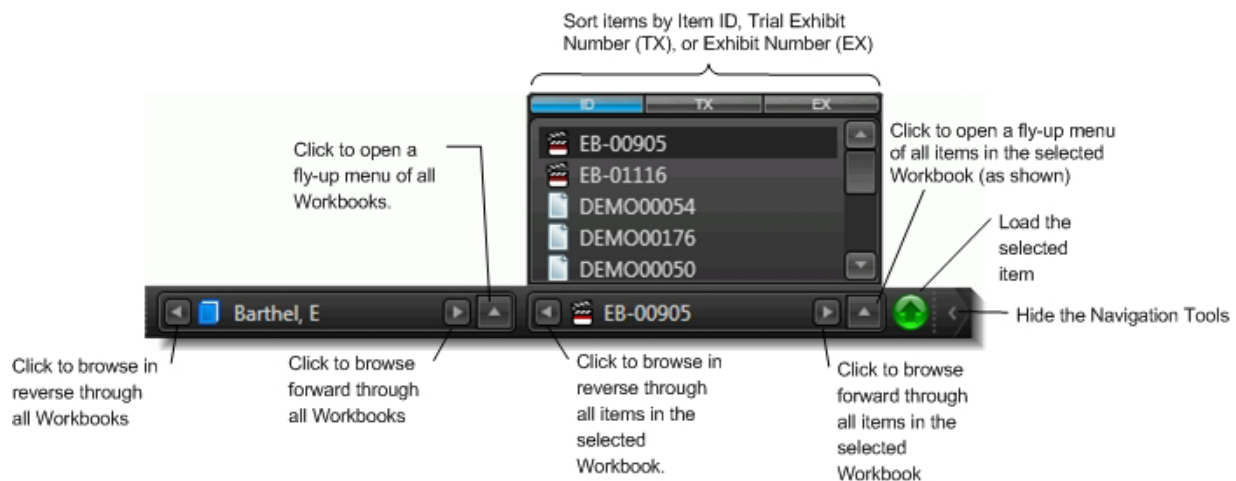 Sort items by Item ID, Trial Exhibit
Number (TX), or Exhibit Number (EX)
ID TX EX
EB-00905
EB-01116
DEMO00054
DEMO00176
DEMO00050
Click to open a
fly-up menu of all
Workbooks.
Click to open a fly-up menu
of all items in the selected
Workbook (as shown)
Load the
selected
item
Barthel, E
EB-00905
Hide the Navigation Tools
Click to browse in
reverse through
all Workbooks
Click to browse
forward through
all Workbooks
Click to browse in
reverse through
all items in the
selected
Workbook.
Click to browse
forward through
all items in the
selected
Workbook